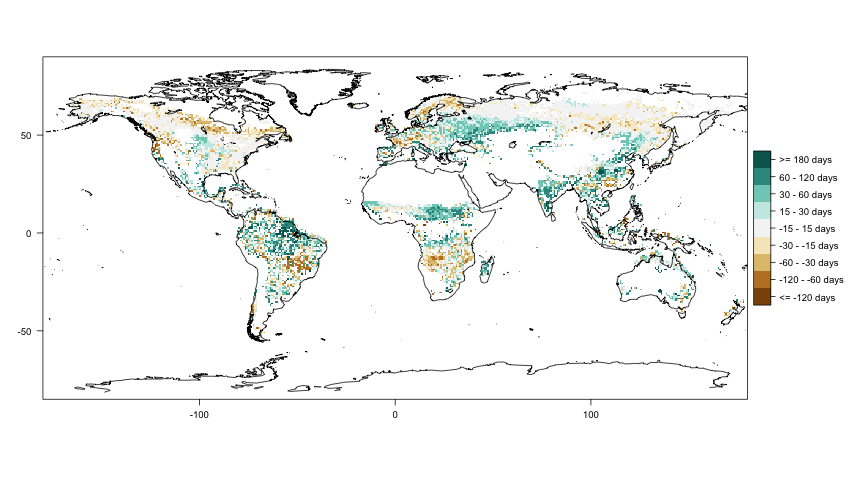 50
0
-50
-100
0
100
>= 180 days
60 - 120 days
30 - 60 days
15 - 30 days
-15 - 15 days
-30 - -15 days
-60 - -30 days
-120 - -60 days
<= -120 days